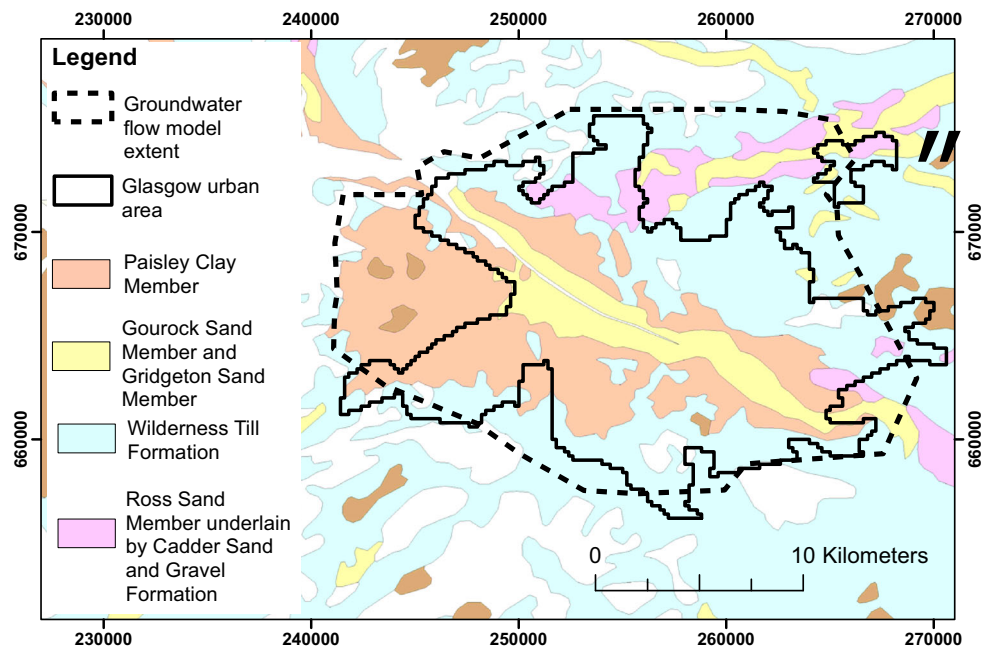 230000 240000 250000 260000 270000
Legend
Groundwater
flow model
extent
Glasgow urban
area
Paisley Clay
Member
Gourock Sand
Member and
Gridgeton Sand
Member
Wilderness Till
Formation
Ross Sand
Member underlain
by Cadder Sand
and Gravel
Formation
670000
660000
670000
660000
0 10 Kilometers
230000 240000 250000 260000 270000